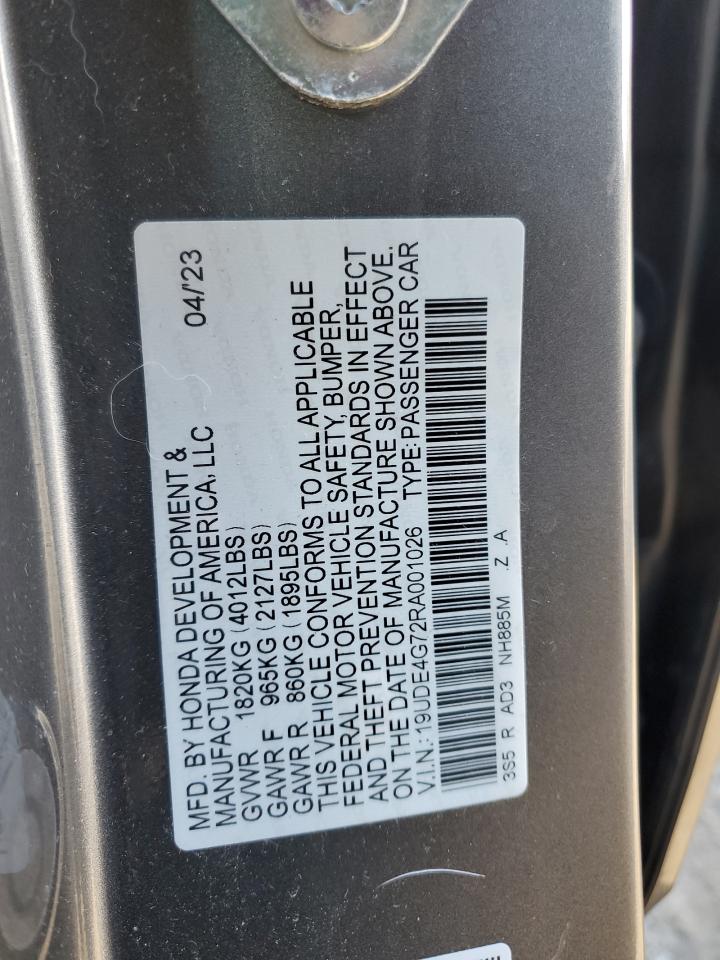 MFD. BY HONDA DEVELOPMENT &
MANUFACTURING OF AMERICA, LLC 04/'23
GVWR 1820KG (4012LBS)
GAWR F 965KG (2127LBS)
GAWR R 860KG (1895LBS)
THIS VEHICLE CONFORMS TO ALL APPLICABLE
FEDERAL MOTOR VEHICLE SAFETY, BUMPER,
AND THEFT PREVENTION STANDARDS IN EFFECT
ON THE DATE OF MANUFACTURE SHOWN ABOVE.
V.I.N.:19UDE4G72RA001026 TYPE:PASSENGER CAR
3S5 R AD3 NH885M .Z .A